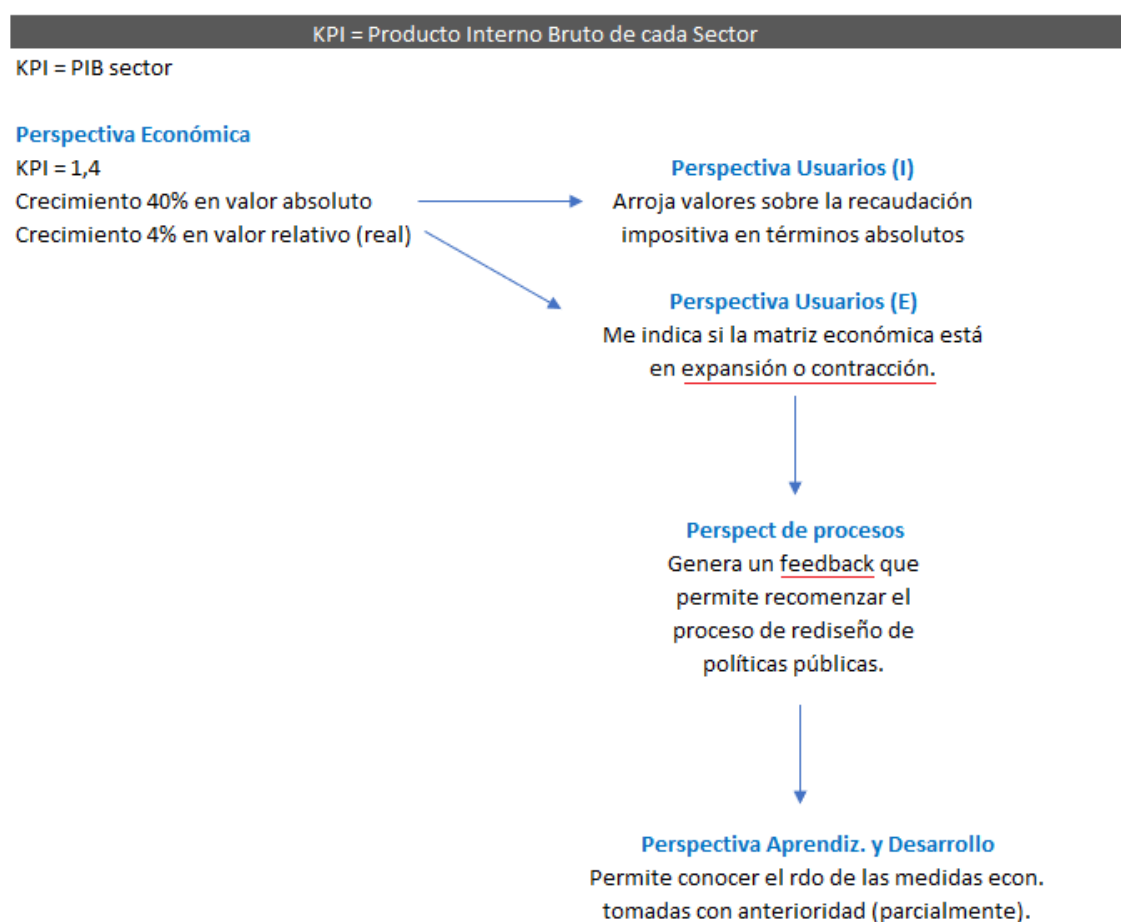 KPI = Producto Interno Bruto de cada Sector
KPI = PIB sector
Perspectiva Económica
KPI = 1,4
Crecimiento 40% en valor absoluto
Crecimiento 4% en valor relativo (real)
Perspectiva Usuarios (I)
Arroja valores sobre la recaudación
impositiva en términos absolutos
Perspectiva Usuarios (E)
Me indica si la matriz económica está
en expansión o contracción.
Perspect de procesos
Genera un feedback que
permite recomenzar el
proceso de rediseño de
políticas públicas.
Perspectiva Aprendiz. y Desarrollo
Permite conocer el rdo de las medidas econ.
tomadas con anterioridad (parcialmente).